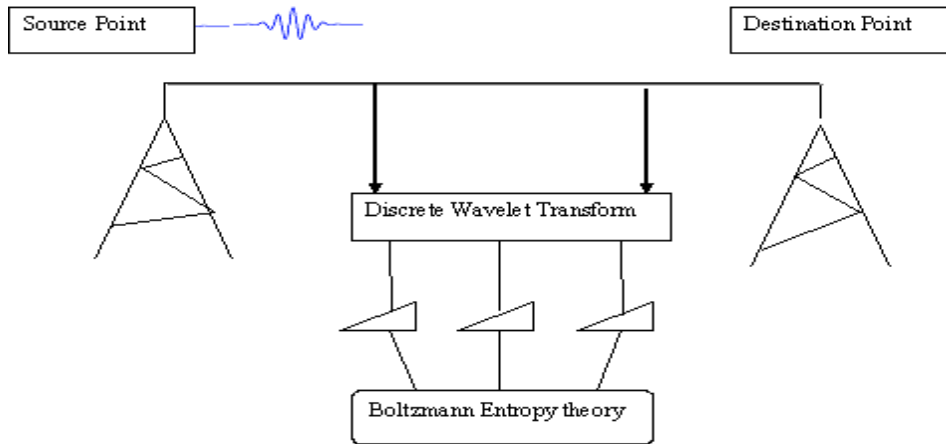 Source Point
Destination Point
Discrete Wavelet Transform
Boltzmann Entropy theory